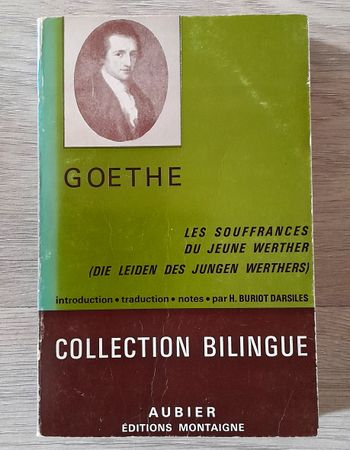 GOETHE
LES SOUFFRANCES
DU JEUNE WERTHER
(DIE LEIDEN DES JUNGEN WERTHERS)
introduction • traduction • notes • par H. BURIOT DARSILES
COLLECTION BILINGUE
AUBIER
ÉDITIONS MONTAIGNE